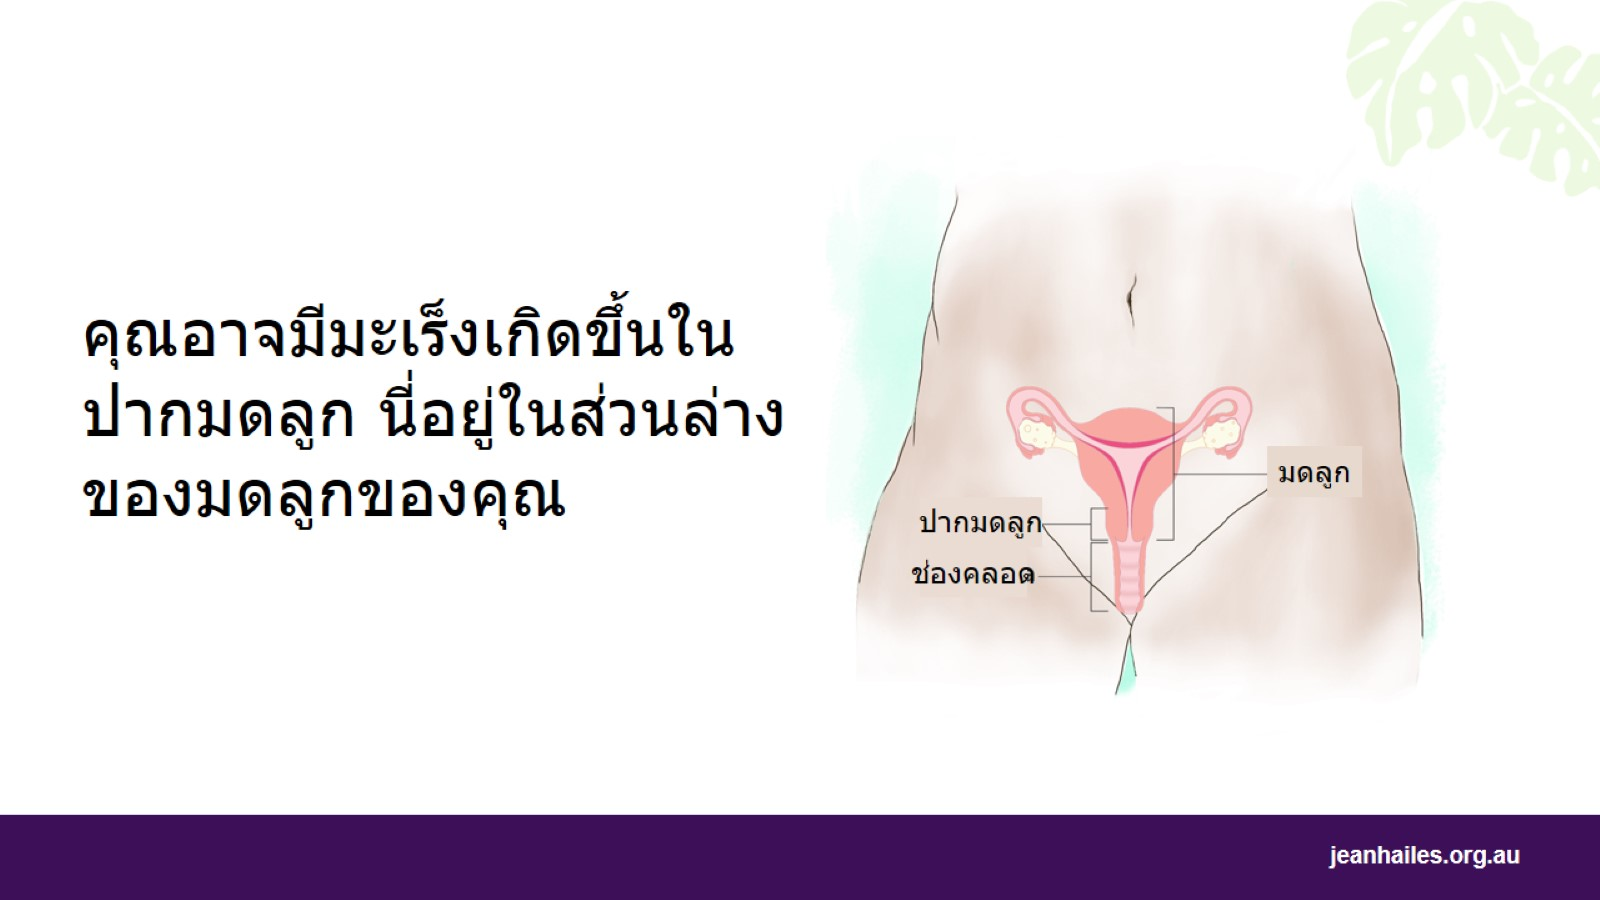 คุณอาจมีมะเร็งเกิดขึ้นใน
ปากมดลูก นี่อยู่ในส่วนล่าง
ของมดลูกของคุณ
มดลูก
ปากมดลูก
ช่องคลอด
jeanhailes.org.au